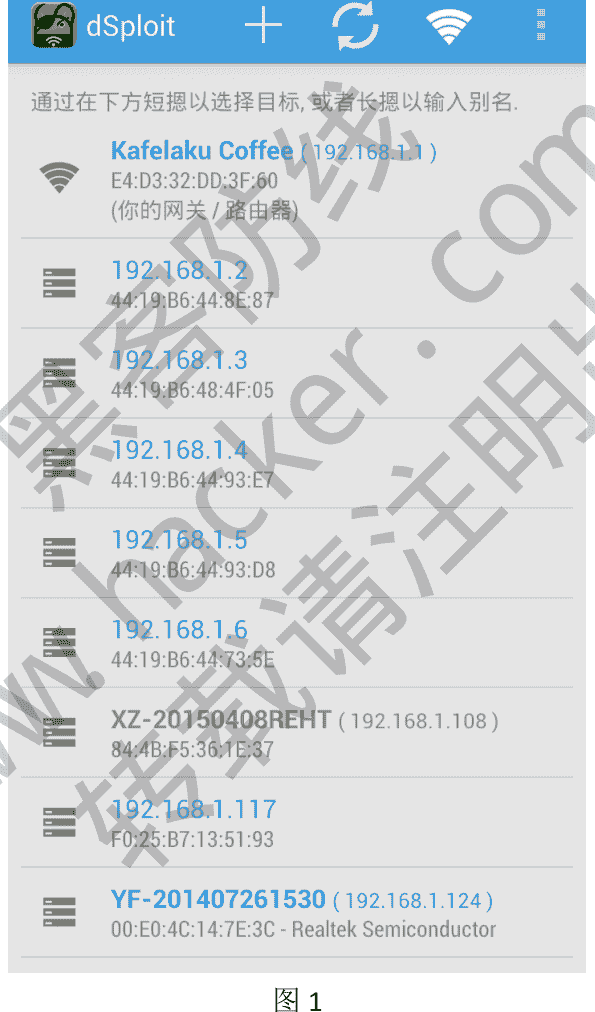 dSploit
通过在下方短摁以选择目标, 或者长摁以输入别名.
Kafelaku Coffee ( 192.168.1.1 )
E4:D3:32:DD:3F:60
(你的网关 / 路由器)
192.168.1.2
44:19:B6:44:8E:87
192.168.1.3
44:19:B6:48:4F:05
192.168.1.4
44:19:B6:44:93:E7
192.168.1.5
44:19:B6:44:93:D8
192.168.1.6
44:19:B6:44:73:5E
XZ-20150408REHT ( 192.168.1.108 )
84:4B:F5:36:1E:37
192.168.1.117
F0:25:B7:13:51:93
YF-201407261530 ( 192.168.1.124 )
00:E0:4C:14:7E:3C - Realtek Semiconductor
黑客防线
w.hacker.com
转载请注明
图 1